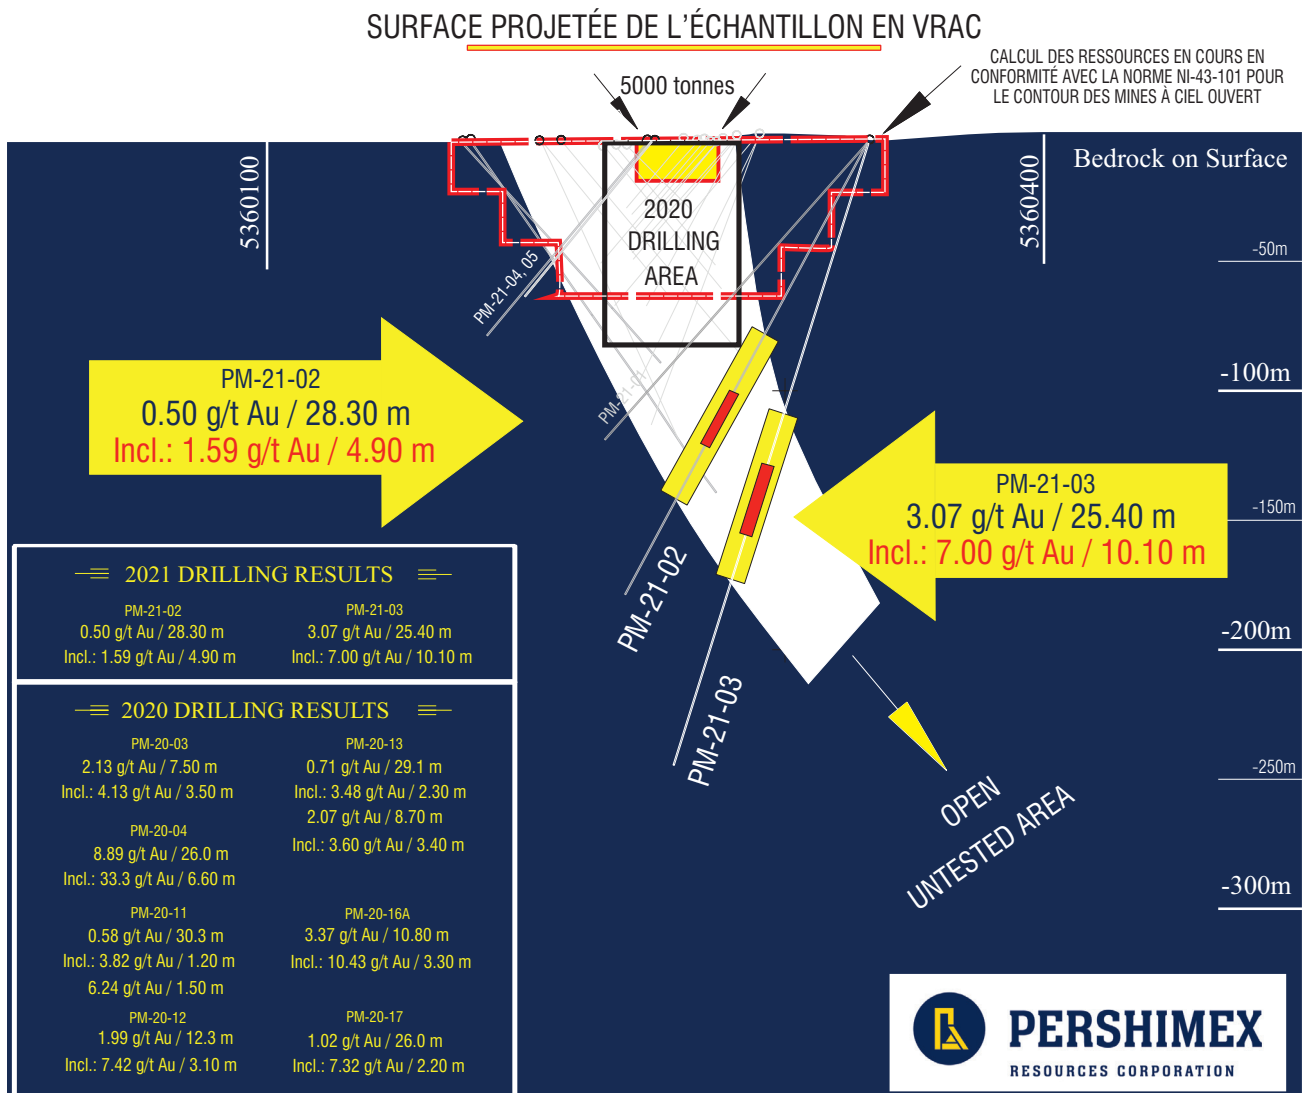 SURFACE PROJETÉE DE L'ÉCHANTILLON EN VRAC
CALCUL DES RESSOURCES EN COURS EN
CONFORMITÉ AVEC LA NORME NI-43-101 POUR
LE CONTOUR DES MINES À CIEL OUVERT
5000 tonnes
5360100
5360400
Bedrock on Surface
2020
DRILLING
AREA
-50m
-100m
-150m
-200m
-250m
-300m
PM-21-04, 05
PM-21-01
PM-21-02
0.50 g/t Au / 28.30 m
Incl.: 1.59 g/t Au / 4.90 m
PM-21-03
3.07 g/t Au / 25.40 m
Incl.: 7.00 g/t Au / 10.10 m
PM-21-02
PM-21-03
OPEN
UNTESTED AREA
2021 DRILLING RESULTS
PM-21-02
0.50 g/t Au / 28.30 m
Incl.: 1.59 g/t Au / 4.90 m
PM-21-03
3.07 g/t Au / 25.40 m
Incl.: 7.00 g/t Au / 10.10 m
2020 DRILLING RESULTS
PM-20-03
2.13 g/t Au / 7.50 m
Incl.: 4.13 g/t Au / 3.50 m
PM-20-04
8.89 g/t Au / 26.0 m
Incl.: 33.3 g/t Au / 6.60 m
PM-20-11
0.58 g/t Au / 30.3 m
Incl.: 3.82 g/t Au / 1.20 m
6.24 g/t Au / 1.50 m
PM-20-12
1.99 g/t Au / 12.3 m
Incl.: 7.42 g/t Au / 3.10 m
PM-20-13
0.71 g/t Au / 29.1 m
Incl.: 3.48 g/t Au / 2.30 m
2.07 g/t Au / 8.70 m
Incl.: 3.60 g/t Au / 3.40 m
PM-20-16A
3.37 g/t Au / 10.80 m
Incl.: 10.43 g/t Au / 3.30 m
PM-20-17
1.02 g/t Au / 26.0 m
Incl.: 7.32 g/t Au / 2.20 m
PERSHIMEX
RESOURCES CORPORATION